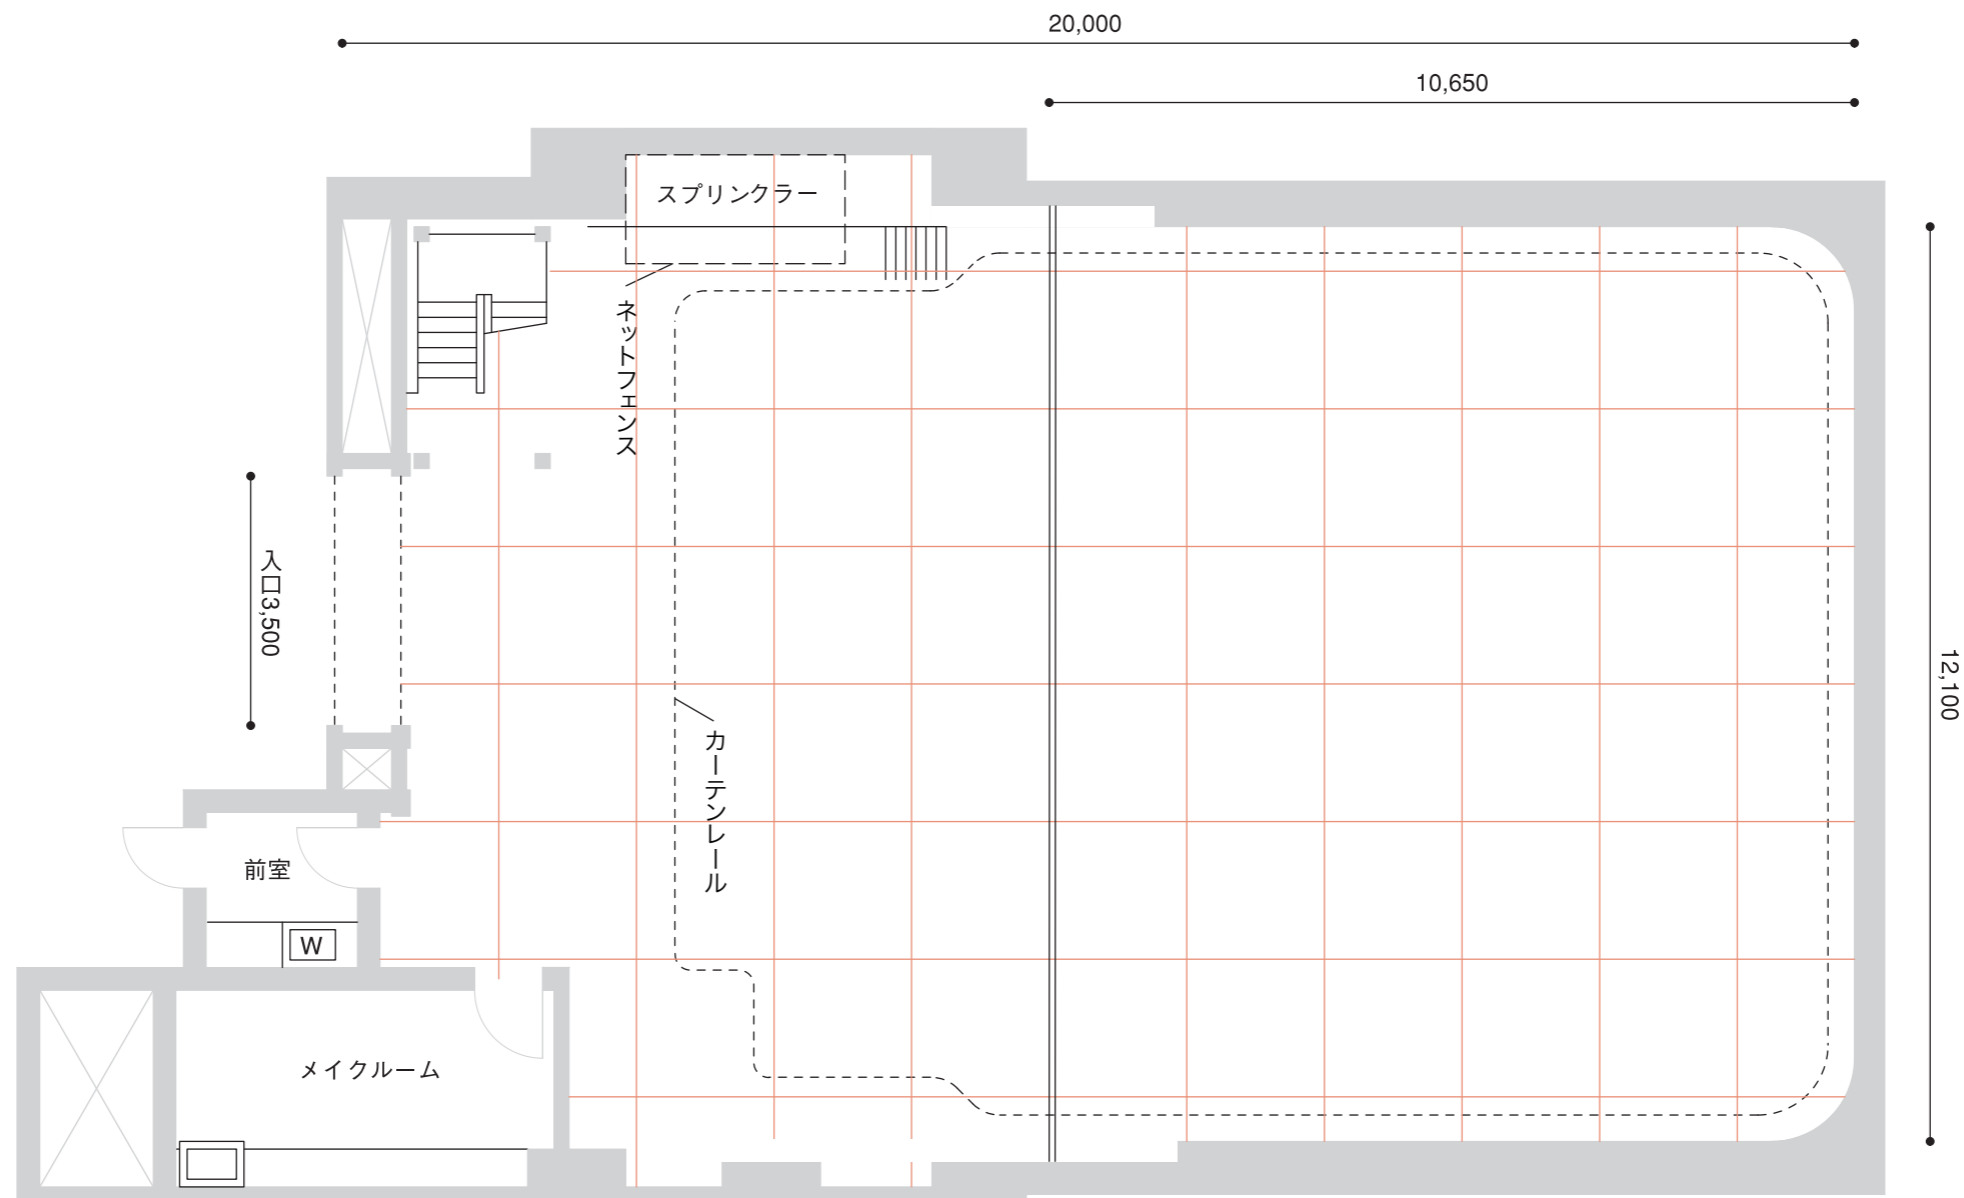 20,000
10,650
スプリンクラー
ネットフェンス
入口3,500
12,100
カーテンレール
前室
W
メイクルーム